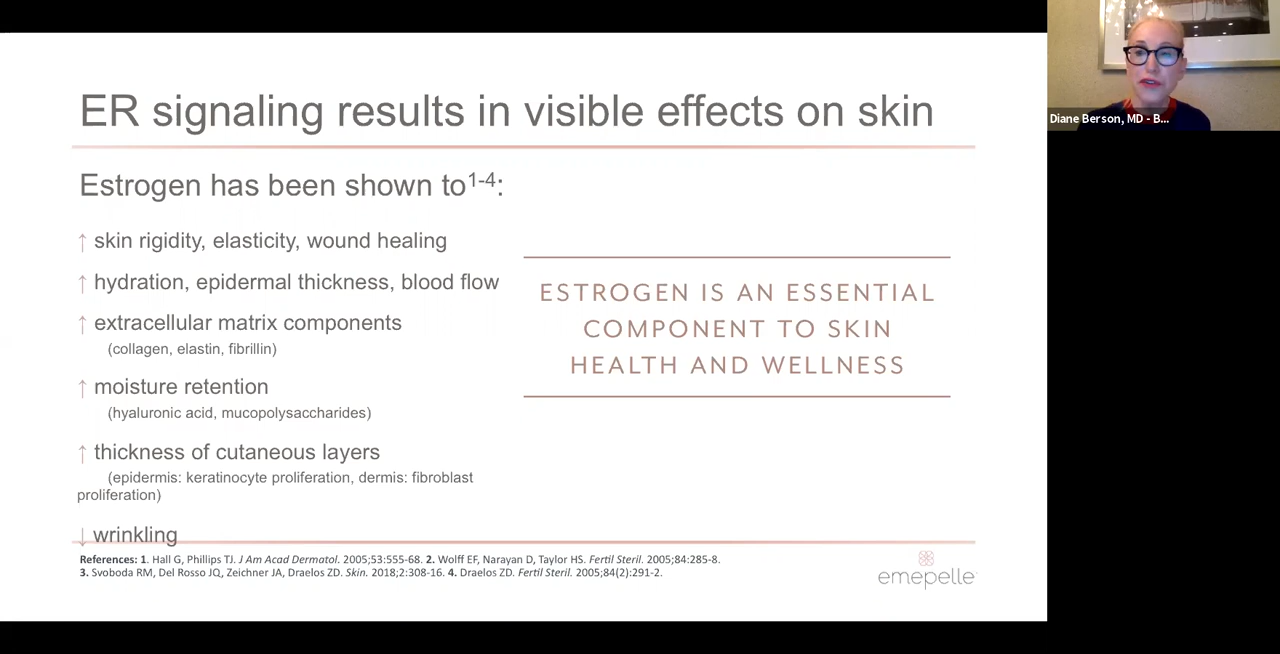 ER signaling results in visible effects on skin
Estrogen has been shown to1-4:
↑ skin rigidity, elasticity, wound healing
↑ hydration, epidermal thickness, blood flow
↑ extracellular matrix components
(collagen, elastin, fibrillin)
↑ moisture retention
(hyaluronic acid, mucopolysaccharides)
↑ thickness of cutaneous layers
(epidermis: keratinocyte proliferation, dermis: fibroblast
proliferation)
↓ wrinkling
ESTROGEN IS AN ESSENTIAL
COMPONENT TO SKIN
HEALTH AND WELLNESS
References: 1. Hall G, Phillips TJ. J Am Acad Dermatol. 2005;53:555-68. 2. Wolff EF, Narayan D, Taylor HS. Fertil Steril. 2005;84:285-8.
3. Svoboda RM, Del Rosso JQ, Zeichner JA, Draelos ZD. Skin. 2018;2:308-16. 4. Draelos ZD. Fertil Steril. 2005;84(2):291-2.
emepelle
Diane Berson, MD - B...